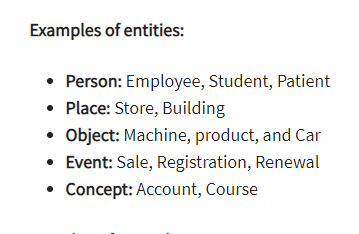 Examples of entities:
• Person: Employee, Student, Patient
• Place: Store, Building
• Object: Machine, product, and Car
• Event: Sale, Registration, Renewal
• Concept: Account, Course